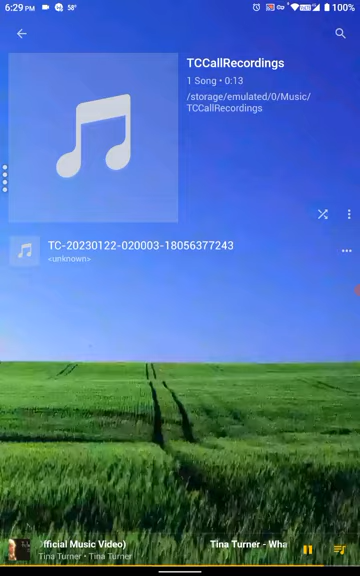 6:29 PM
58°
100%
TCCallRecordings
1 Song • 0:13
/storage/emulated/0/Music/
TCCallRecordings
TC-20230122-020003-18056377243
<unknown>
fficial Music Video)
Tina Turner - Wha
Tina Turner • Tina Turner